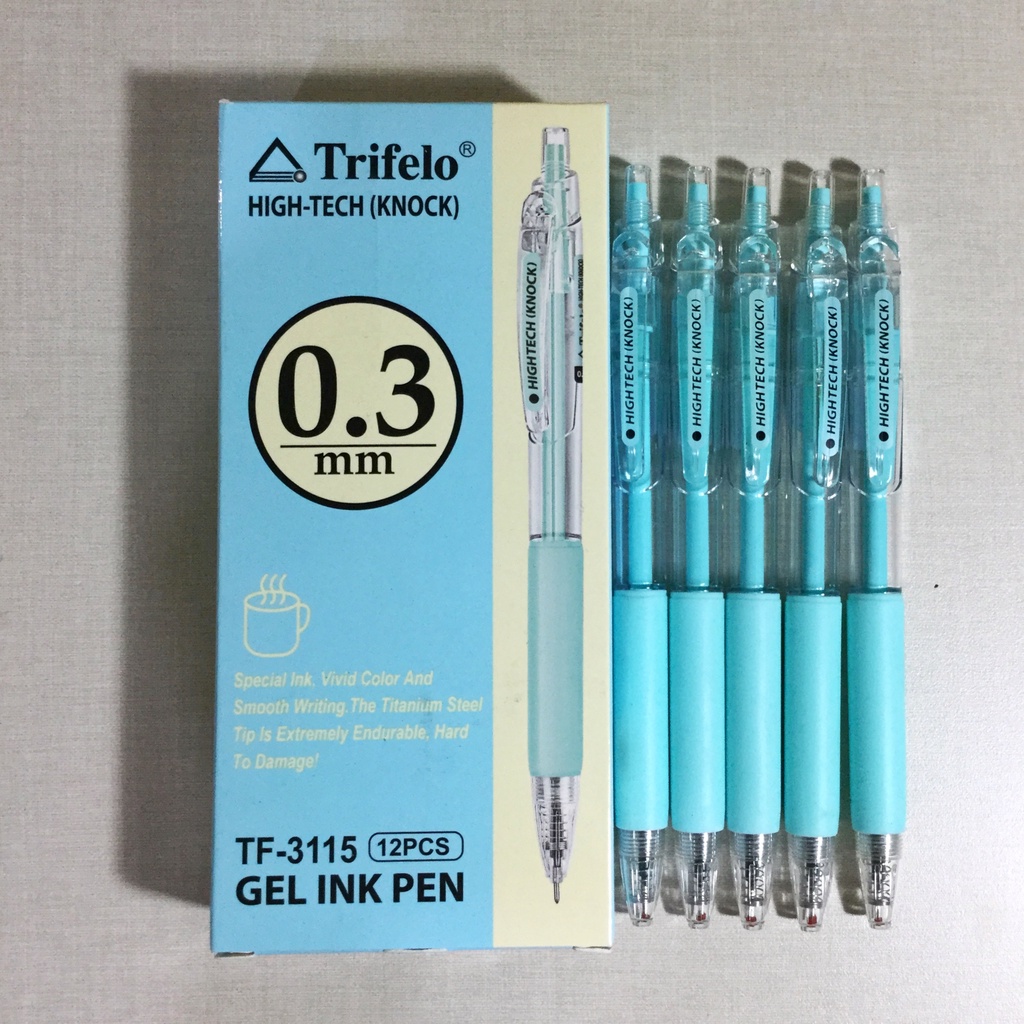 Trifelo®
HIGH-TECH (KNOCK)
0.3
mm
Special Ink. Vivid Color And
Smooth Writing.The Titanium Steel
Tip Is Extremely Endurable, Hard
To Damage!
TF-3115 12PCS
GEL INK PEN
HIGHTECH (KNOCK)
HIGHTECH (KNOCK)
HIGHTECH (KNOCK)
HIGHTECH (KNOCK)
HIGHTECH (KNOCK)
HIGHTECH (KNOCK)